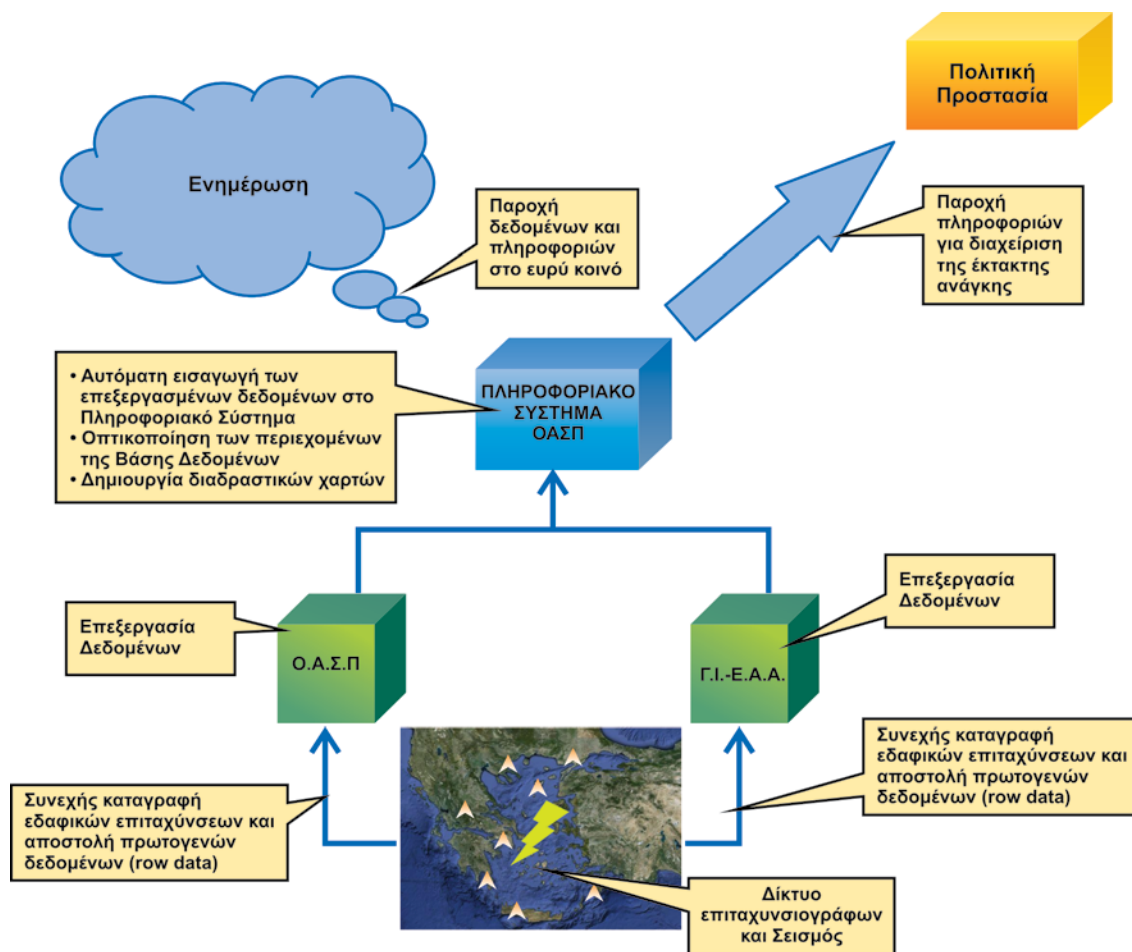 Πολιτική
Προστασία
Ενημέρωση
Παροχή
δεδομένων και
πληροφοριών
στο ευρύ κοινό
Παροχή
πληροφοριών
για διαχείριση
της έκτακτης
ανάγκης
• Αυτόματη εισαγωγή των
επεξεργασμένων δεδομένων στο
Πληροφοριακό Σύστημα
• Οπτικοποίηση των περιεχομένων
της Βάσης Δεδομένων
• Δημιουργία διαδραστικών χαρτών
ΠΛΗΡΟΦΟΡΙΑΚΟ
ΣΥΣΤΗΜΑ
ΟΑΣΠ
Επεξεργασία
Δεδομένων
Ο.Α.Σ.Π
Γ.Ι.-Ε.Α.Α.
Επεξεργασία
Δεδομένων
Συνεχής καταγραφή
εδαφικών επιταχύνσεων και
αποστολή πρωτογενών
δεδομένων (row data)
Συνεχής καταγραφή
εδαφικών επιταχύνσεων και
αποστολή πρωτογενών
δεδομένων (row data)
Δίκτυο
επιταχυνσιογράφων
και Σεισμός